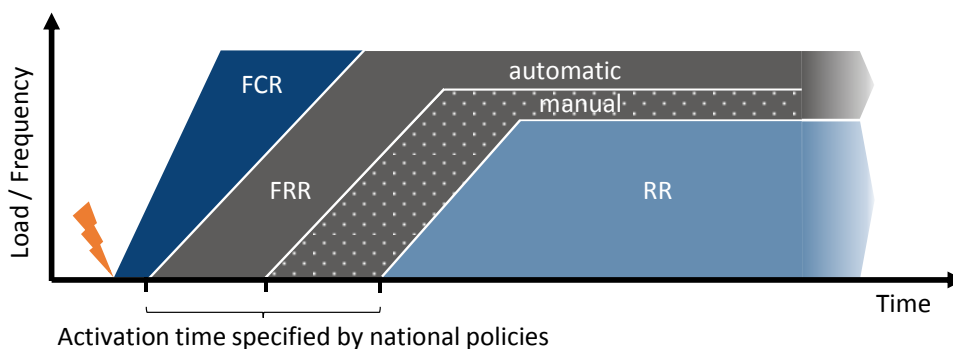 Load / Frequency
FCR
automatic
manual
FRR
RR
Time
Activation time specified by national policies